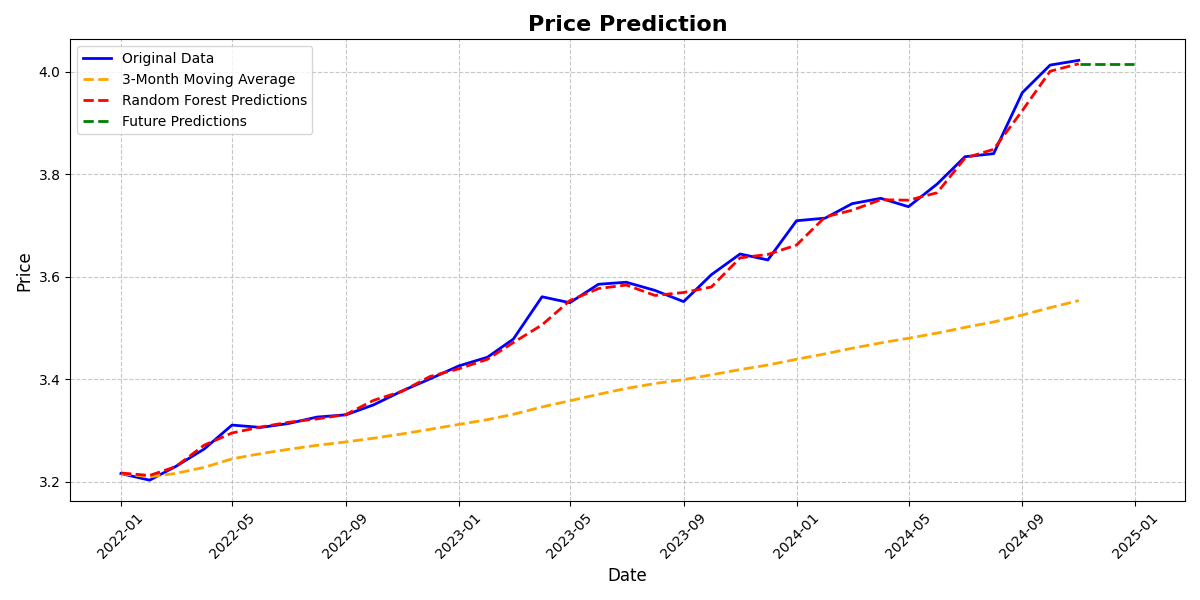 Price Prediction
Original Data
3-Month Moving Average
Random Forest Predictions
Future Predictions
Price
4.0
3.8
3.6
3.4
3.2
2022-01
2022-05
2022-09
2023-01
2023-05
2023-09
2024-01
2024-05
2024-09
2025-01
Date